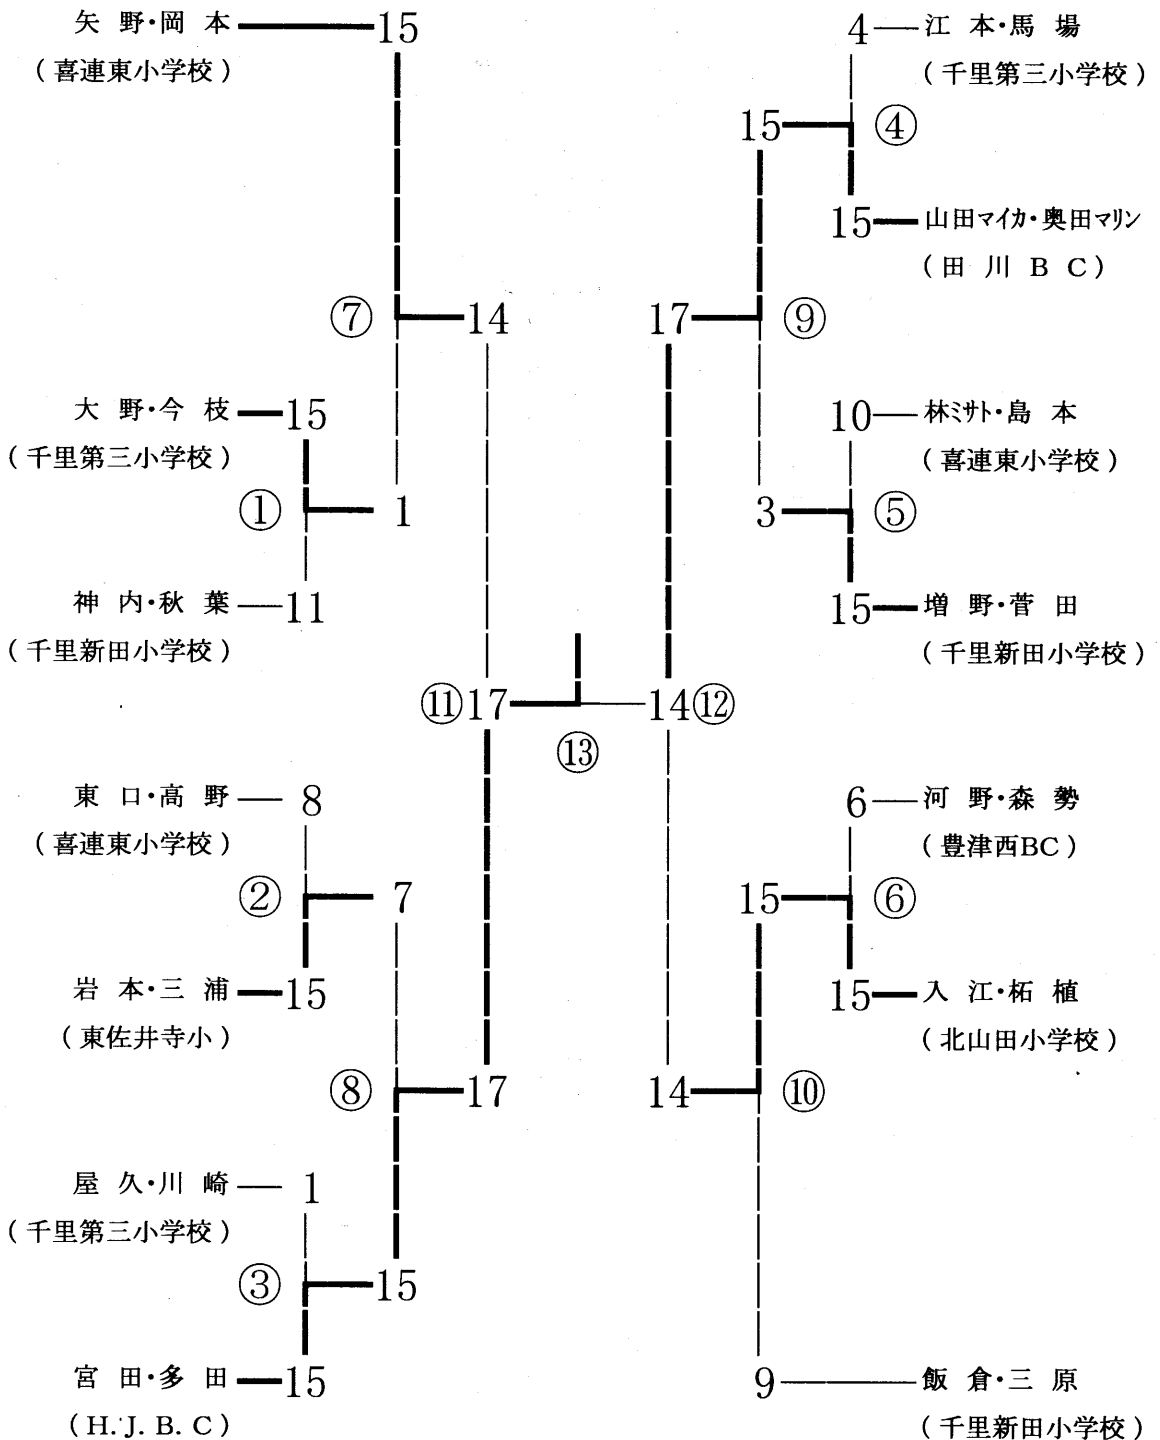 矢 野・岡 本 15
(喜連東小学校)
⑦ 14
大 野・今 枝 15
(千里第三小学校)
① 1
神 内・秋 葉 11
(千里新田小学校)
⑪ 17
東 口・高 野 8
(喜連東小学校)
② 7
岩 本・三 浦 15
(東佐井寺小)
⑧ 17
屋 久・川 崎 1
(千里第三小学校)
③ 15
宮 田・多 田 15
(H.J.B.C)
⑬
4 江 本・馬 場
(千里第三小学校)
15 ④
15 山田マイカ・奥田マリン
(田 川 B C)
17 ⑨
10 林ミサト・島 本
(喜連東小学校)
3 ⑤
15 増 野・菅 田
(千里新田小学校)
14 ⑫
6 河 野・森 勢
(豊津西BC)
15 ⑥
15 入 江・柘 植
(北山田小学校)
14 ⑩
9 飯 倉・三 原
(千里新田小学校)